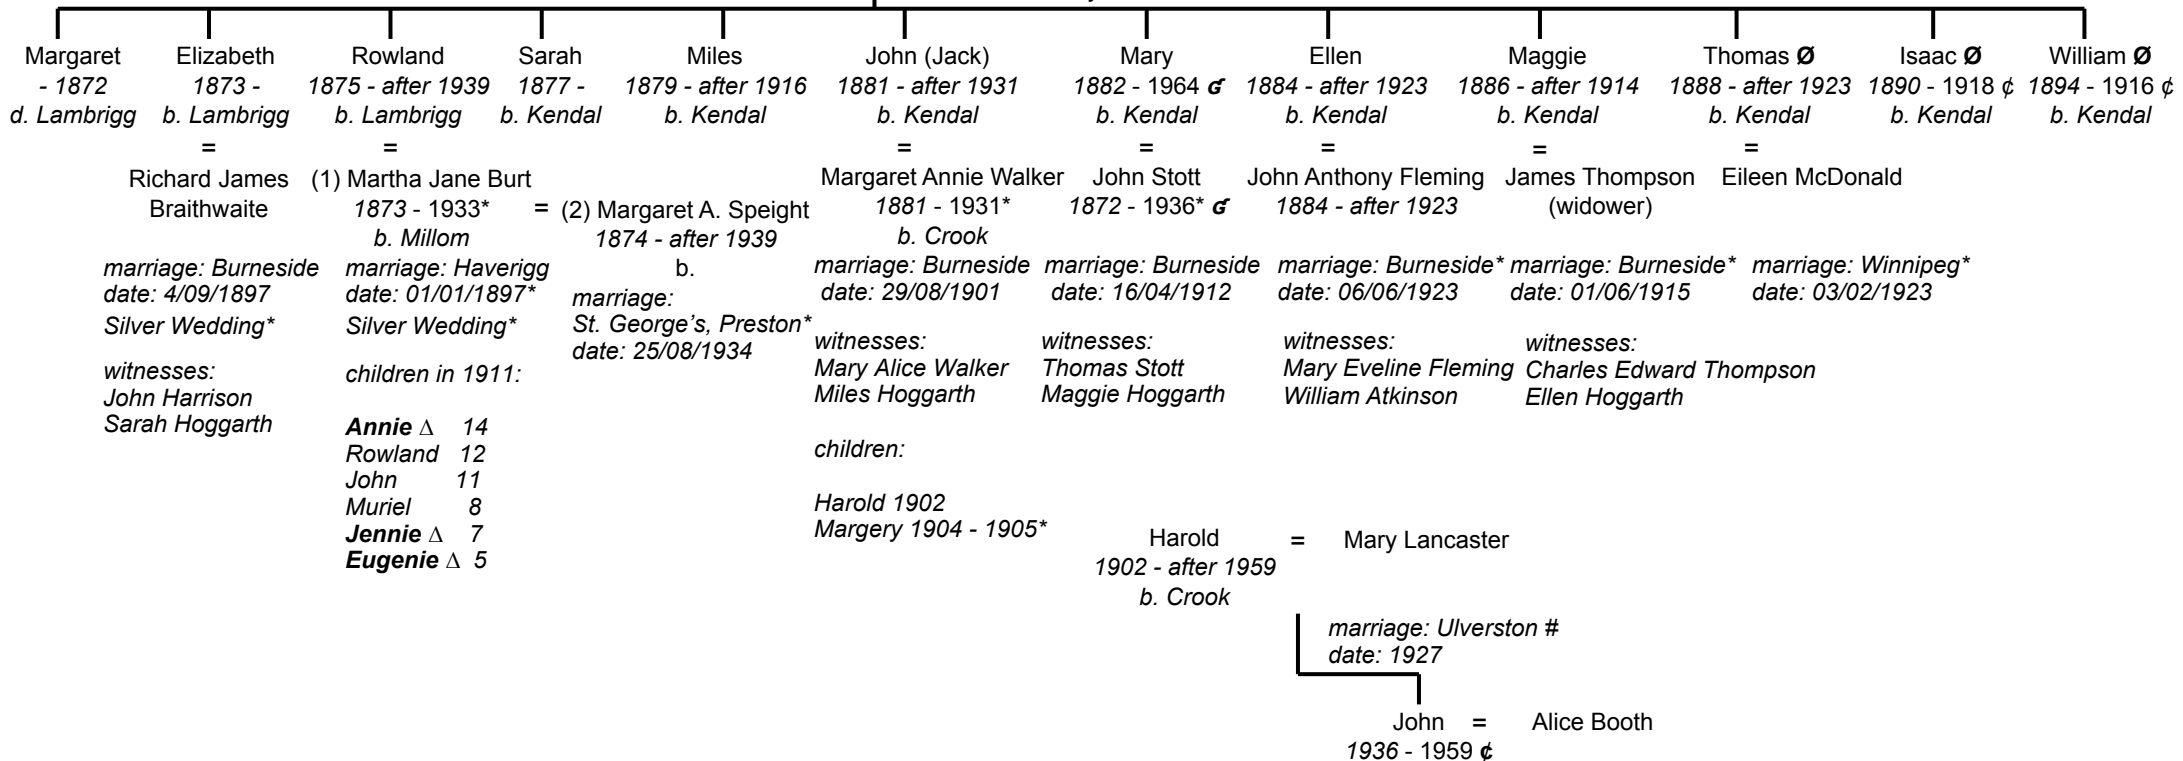 Margaret
- 1872
d. Lambrigg
Elizabeth
1873 -
b. Lambrigg
=
Richard James
Braithwaite
marriage: Burneside
date: 4/09/1897
Silver Wedding*
witnesses:
John Harrison
Sarah Hoggarth
Rowland
1875 - after 1939
b. Lambrigg
=
(1) Martha Jane Burt
1873 - 1933*
b. Millom
marriage: Haverigg
date: 01/01/1897*
Silver Wedding*
children in 1911:
Annie Δ 14
Rowland 12
John 11
Muriel 8
Jennie Δ 7
Eugenie Δ 5
= (2) Margaret A. Speight
1874 - after 1939
b.
marriage:
St. George's, Preston*
date: 25/08/1934
Sarah
1877 -
b. Kendal
Miles
1879 - after 1916
b. Kendal
John (Jack)
1881 - after 1931
b. Kendal
=
Margaret Annie Walker
1881 - 1931*
b. Crook
marriage: Burneside
date: 29/08/1901
witnesses:
Mary Alice Walker
Miles Hoggarth
children:
Harold 1902
Margery 1904 - 1905*
Mary
1882 - 1964
b. Kendal
=
John Stott
1872 - 1936*
marriage: Burneside
date: 16/04/1912
witnesses:
Thomas Stott
Maggie Hoggarth
Ellen
1884 - after 1923
b. Kendal
=
John Anthony Fleming
1884 - after 1923
marriage: Burneside*
date: 06/06/1923
witnesses:
Mary Eveline Fleming
William Atkinson
Maggie
1886 - after 1914
b. Kendal
=
James Thompson
(widower)
marriage: Burneside*
date: 01/06/1915
witnesses:
Charles Edward Thompson
Ellen Hoggarth
Thomas Ø
1888 - after 1923
b. Kendal
=
Eileen McDonald
marriage: Winnipeg*
date: 03/02/1923
Isaac Ø
1890 - 1918 ¢
b. Kendal
William Ø
1894 - 1916 ¢
b. Kendal
Harold = Mary Lancaster
1902 - after 1959
b. Crook
marriage: Ulverston #
date: 1927
John = Alice Booth
1936 - 1959 ¢